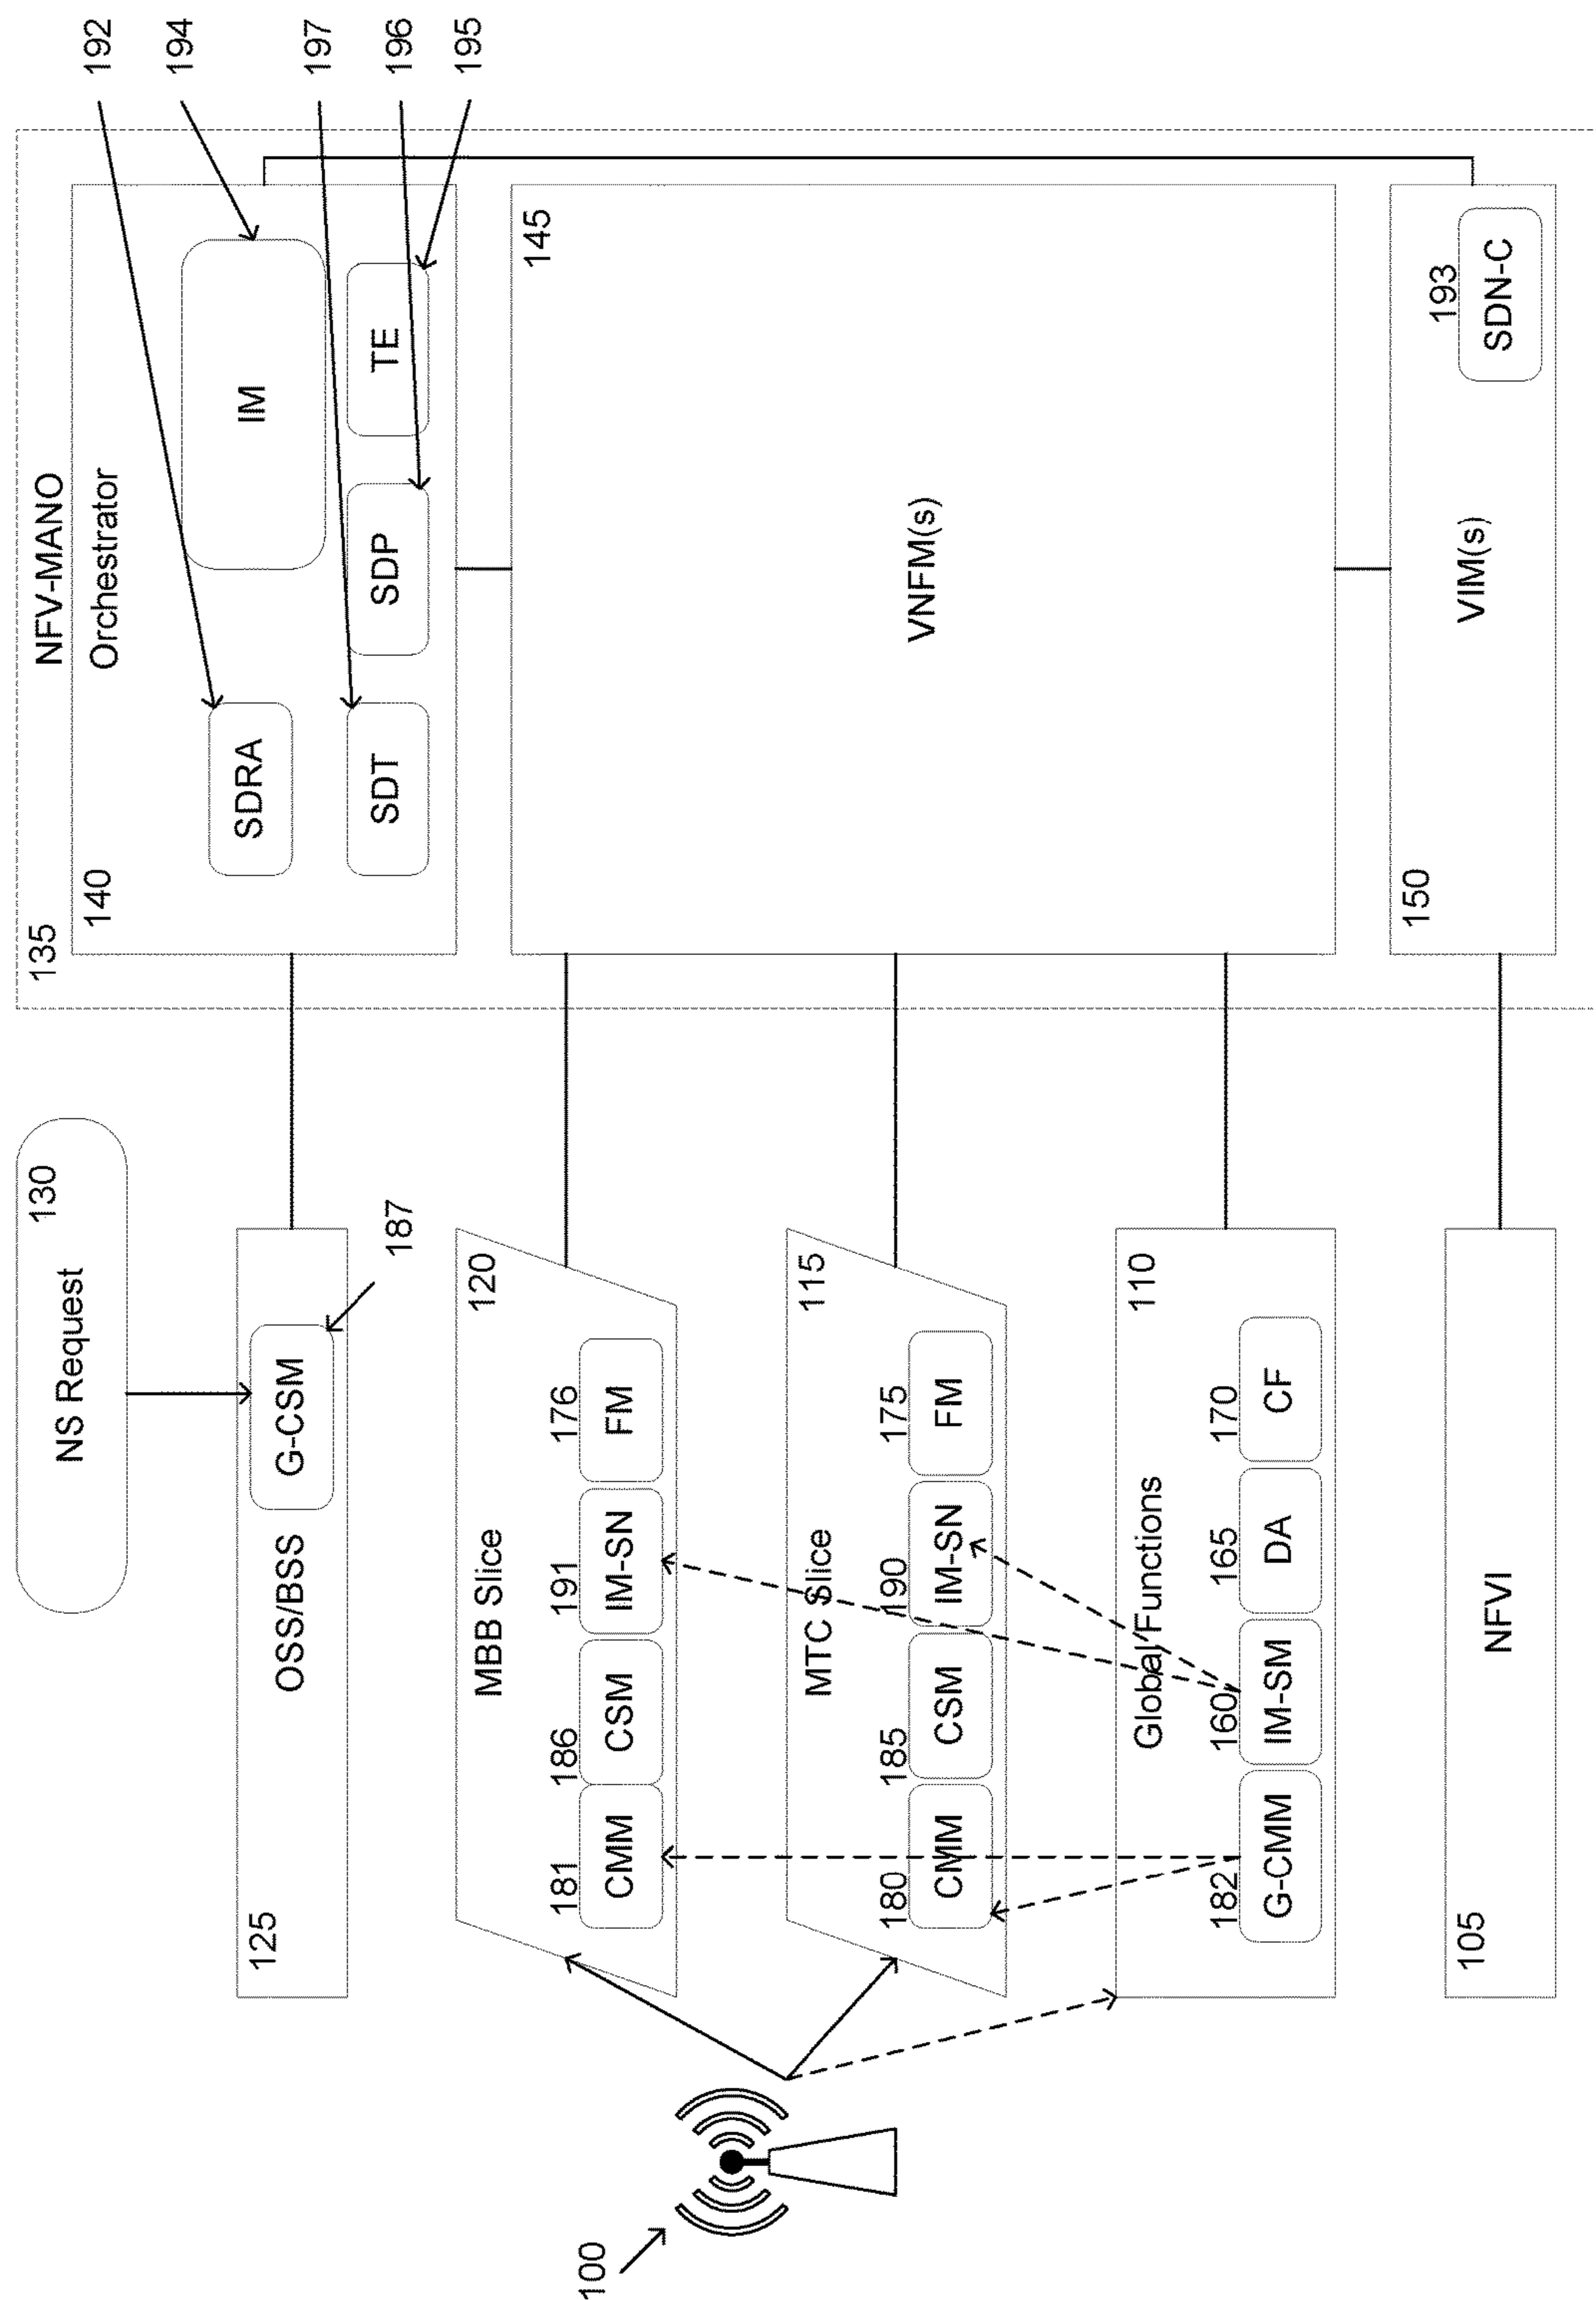 130
NS Request
135
NFV-MANO
192
194
197
196
195
140
Orchestrator
SDRA
IM
SDT
SDP
TE
125
OSS/BSS
G-CSM
187
MBB Slice
120
181
186
191
176
CMM
CSM
IM-SN
FM
145
VNFM(s)
100
MTC Slice
115
180
185
190
175
CMM
CSM
IM-SN
FM
Global Functions
110
182
160
165
170
G-CMM
IM-SM
DA
CF
105
NFVI
150
VIM(s)
193
SDN-C